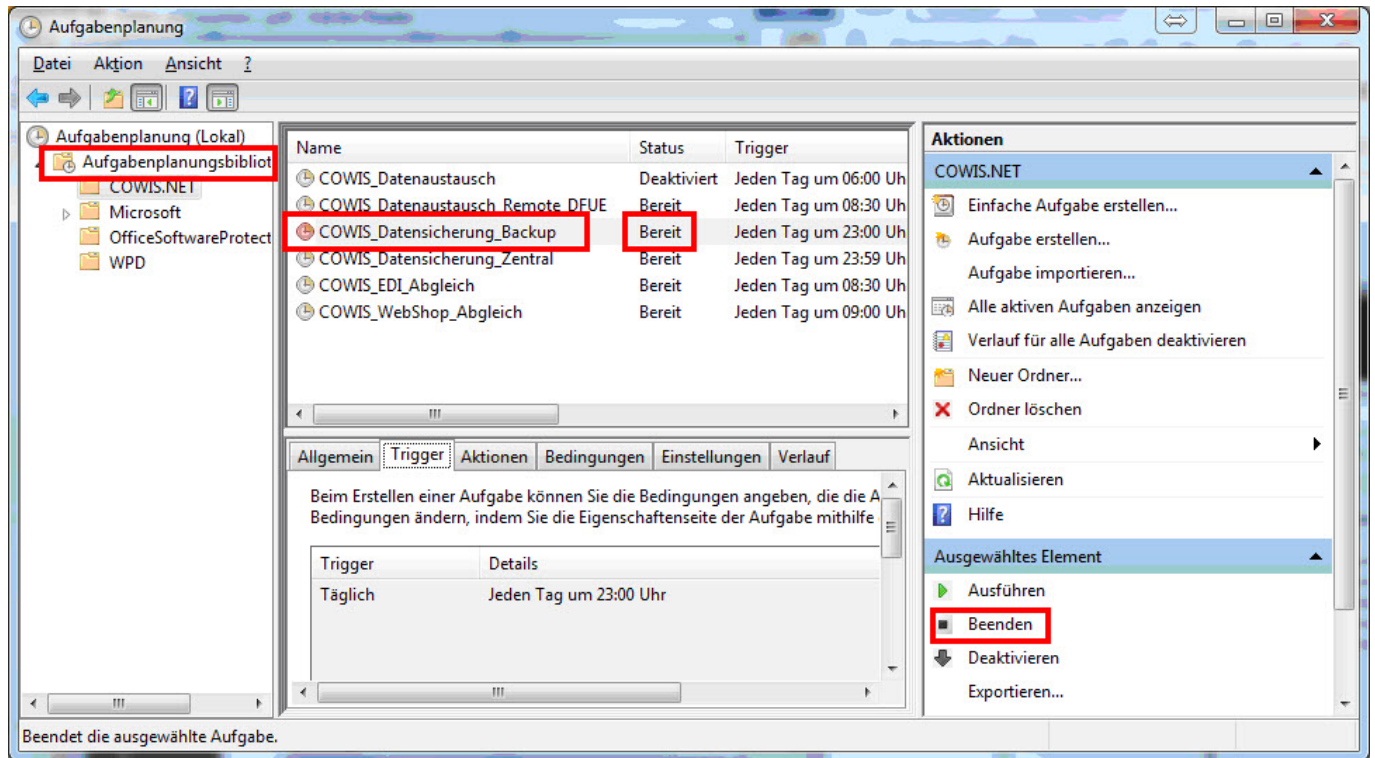 Aufgabenplanung
Datei Aktion Ansicht ?
Aufgabenplanung (Lokal)
Aufgabenplanungsbibliot
COWIS.NET
Microsoft
OfficeSoftwareProtect
WPD
Name Status Trigger
COWIS_Datenaustausch Deaktiviert Jeden Tag um 06:00 Uh
COWIS_Datenaustausch_Remote_DFUE Bereit Jeden Tag um 08:30 Uh
COWIS_Datensicherung_Backup Bereit Jeden Tag um 23:00 Uh
COWIS_Datensicherung_Zentral Bereit Jeden Tag um 23:59 Uh
COWIS_EDI_Abgleich Bereit Jeden Tag um 08:30 Uh
COWIS_WebShop_Abgleich Bereit Jeden Tag um 09:00 Uh
Allgemein Trigger Aktionen Bedingungen Einstellungen Verlauf
Beim Erstellen einer Aufgabe können Sie die Bedingungen angeben, die die A
Bedingungen ändern, indem Sie die Eigenschaftenseite der Aufgabe mithilfe
Trigger Details
Täglich Jeden Tag um 23:00 Uhr
Aktionen
COWIS.NET
Einfache Aufgabe erstellen...
Aufgabe erstellen...
Aufgabe importieren...
Alle aktiven Aufgaben anzeigen
Verlauf für alle Aufgaben deaktivieren
Neuer Ordner...
Ordner löschen
Ansicht
Aktualisieren
Hilfe
Ausgewähltes Element
Ausführen
Beenden
Deaktivieren
Exportieren...
Beendet die ausgewählte Aufgabe.